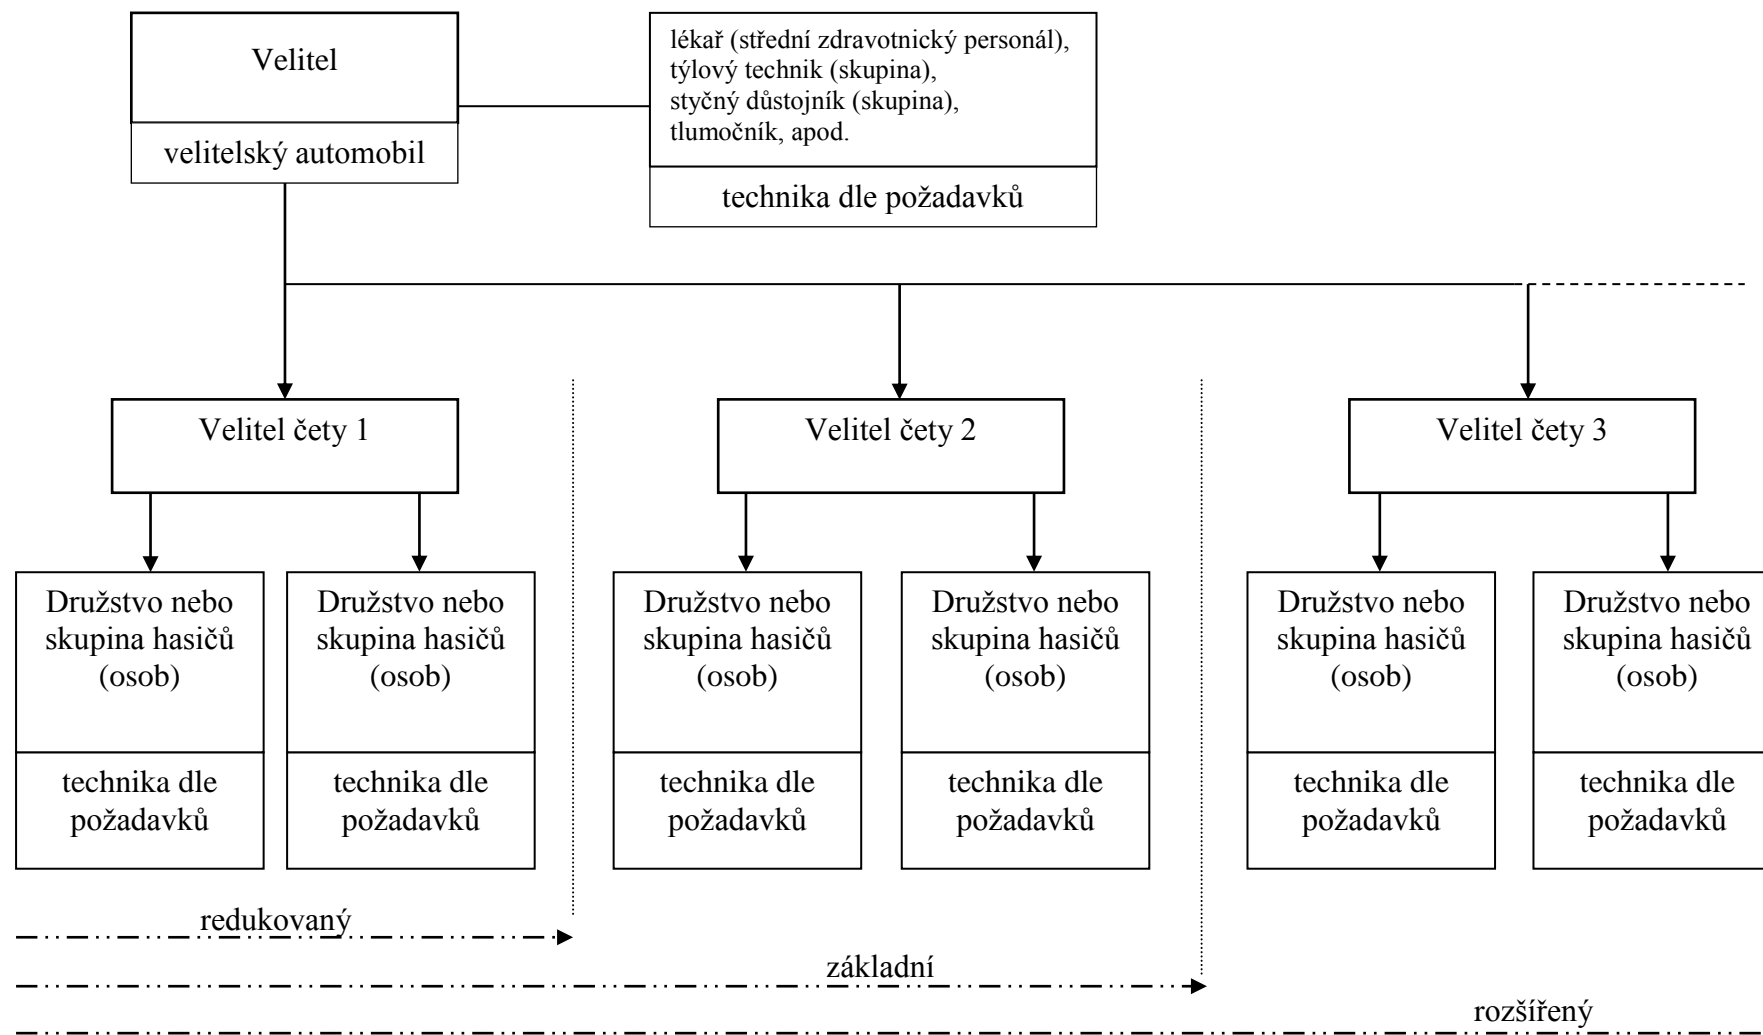 Velitel
velitelský automobil
lékař (střední zdravotnický personál),
týlový technik (skupina),
styčný důstojník (skupina),
tlumočník, apod.
technika dle požadavků
Velitel čety 1
Velitel čety 2
Velitel čety 3
Družstvo nebo
skupina hasičů
(osob)
technika dle
požadavků
Družstvo nebo
skupina hasičů
(osob)
technika dle
požadavků
Družstvo nebo
skupina hasičů
(osob)
technika dle
požadavků
Družstvo nebo
skupina hasičů
(osob)
technika dle
požadavků
Družstvo nebo
skupina hasičů
(osob)
technika dle
požadavků
Družstvo nebo
skupina hasičů
(osob)
technika dle
požadavků
redukovaný
základní
rozšířený